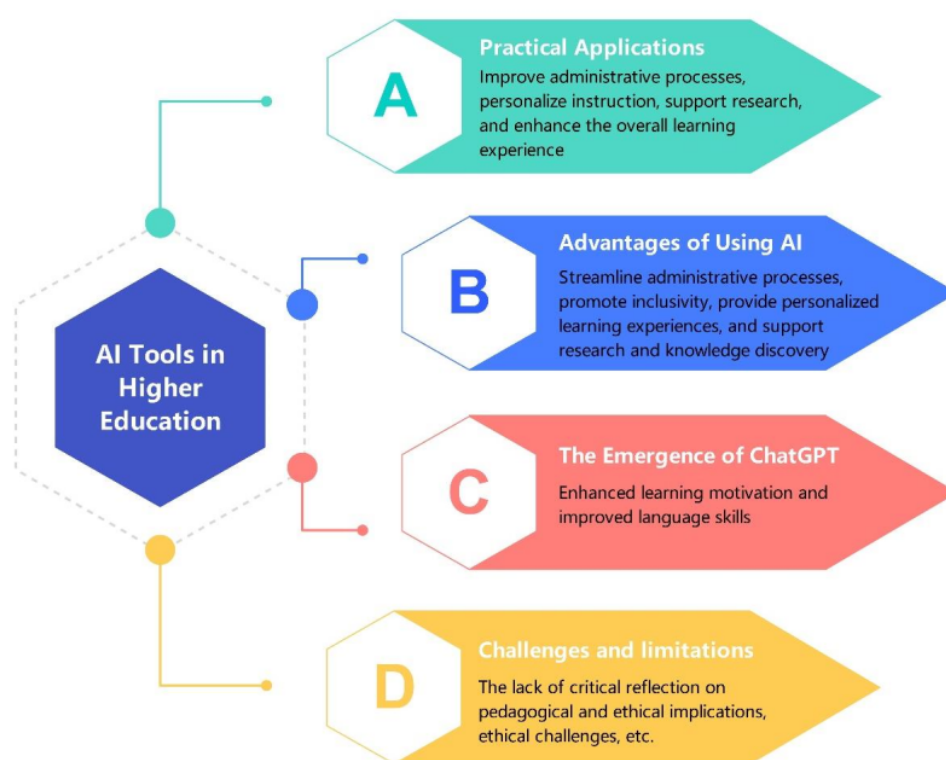 AI Tools in
Higher
Education
A
Practical Applications
Improve administrative processes,
personalize instruction, support research,
and enhance the overall learning
experience
B
Advantages of Using AI
Streamline administrative processes,
promote inclusivity, provide personalized
learning experiences, and support
research and knowledge discovery
C
The Emergence of ChatGPT
Enhanced learning motivation and
improved language skills
D
Challenges and limitations
The lack of critical reflection on
pedagogical and ethical implications,
ethical challenges, etc.